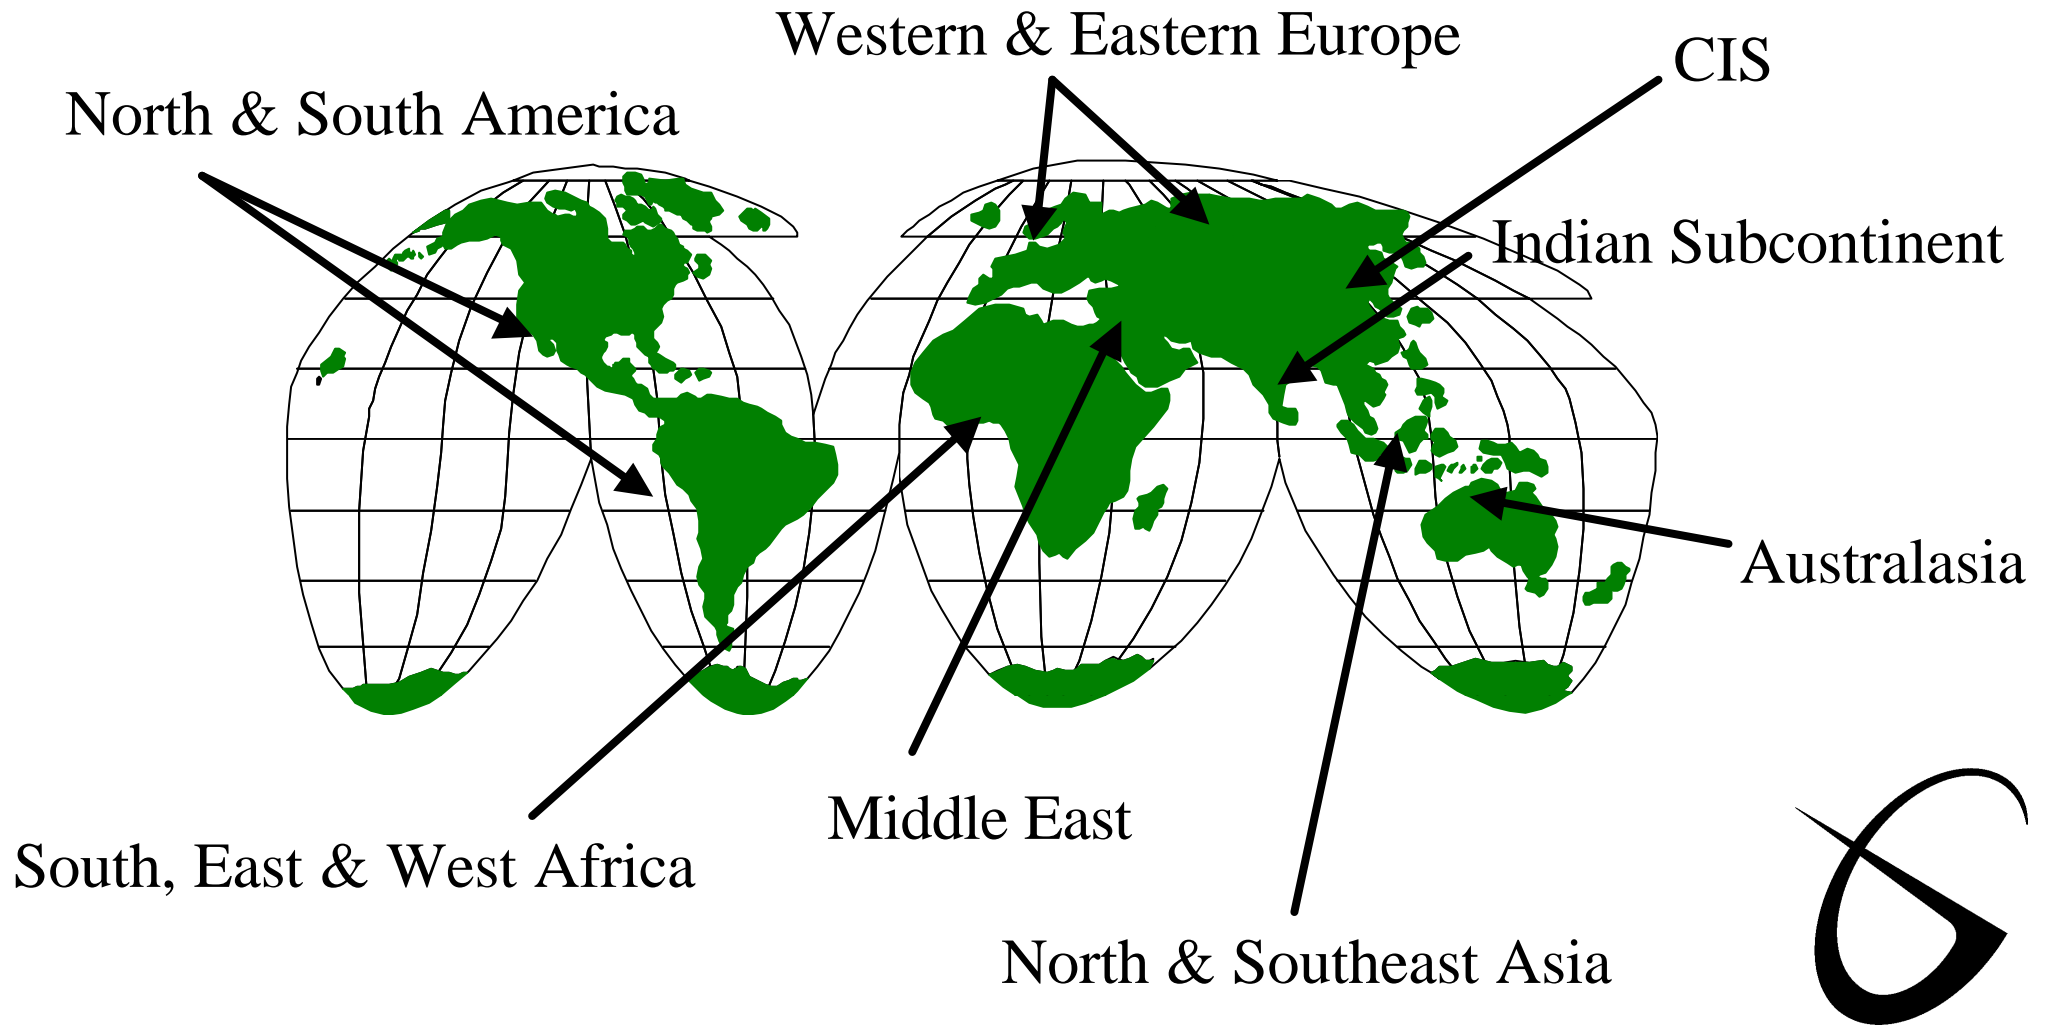 Western & Eastern Europe
CIS
North & South America
Indian Subcontinent
Australasia
Middle East
South, East & West Africa
North & Southeast Asia